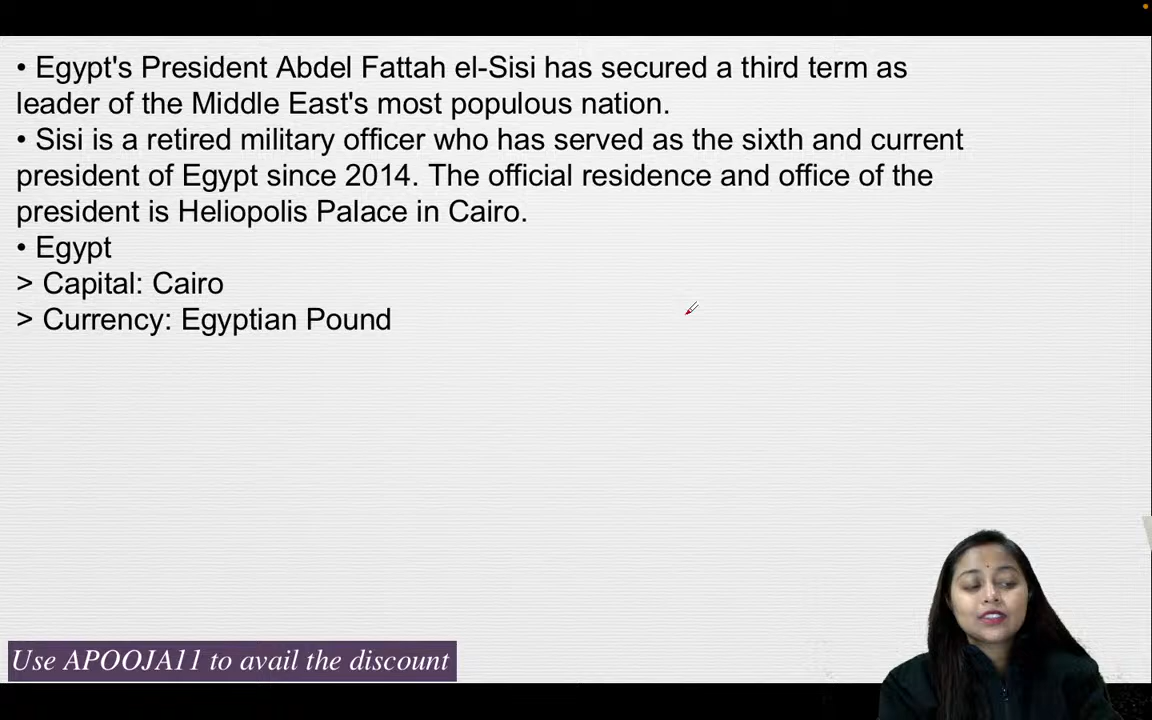 • Egypt's President Abdel Fattah el-Sisi has secured a third term as
leader of the Middle East's most populous nation.
• Sisi is a retired military officer who has served as the sixth and current
president of Egypt since 2014. The official residence and office of the
president is Heliopolis Palace in Cairo.
• Egypt
> Capital: Cairo
> Currency: Egyptian Pound
Use APOOJA11 to avail the discount